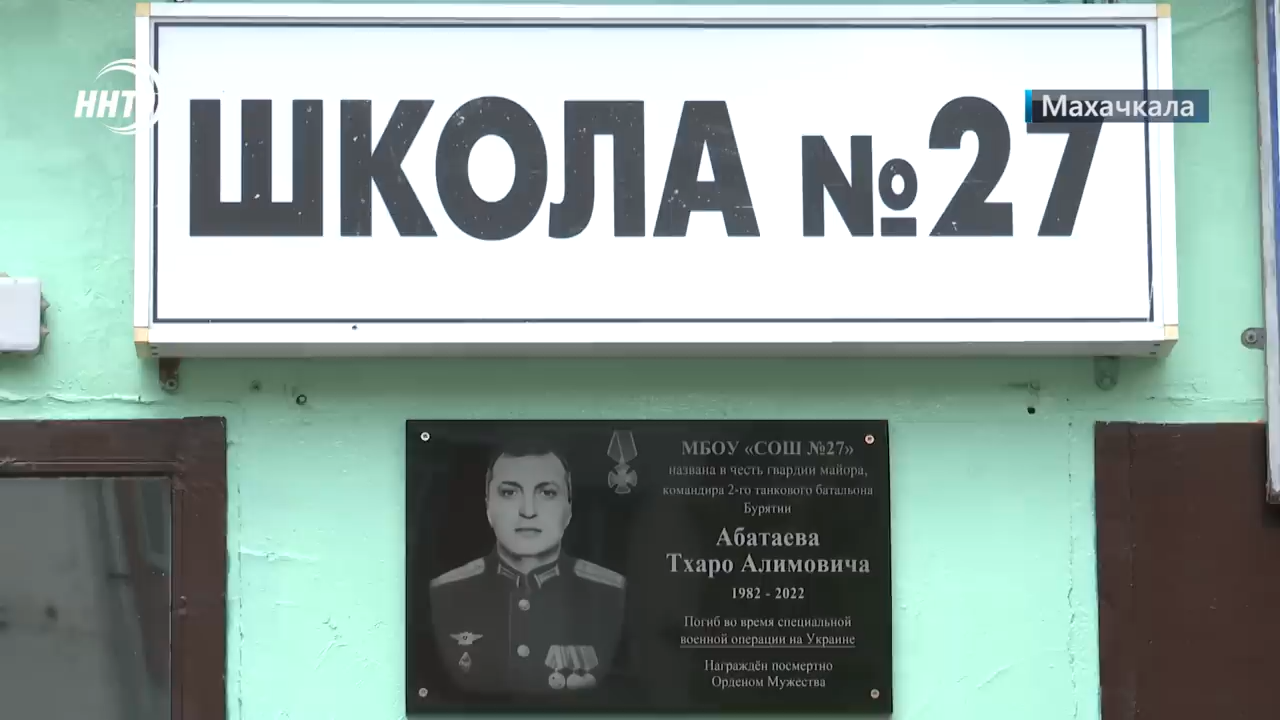 ННТ
Махачкала
ШКОЛА №27
МБОУ «СОШ №27»
названа в честь гвардии майора,
командира 2-го танкового батальона
Бурятии
Абатаева
Тхаро Алимовича
1982 - 2022
Погиб во время специальной
военной операции на Украине
Награждён посмертно
Орденом Мужества